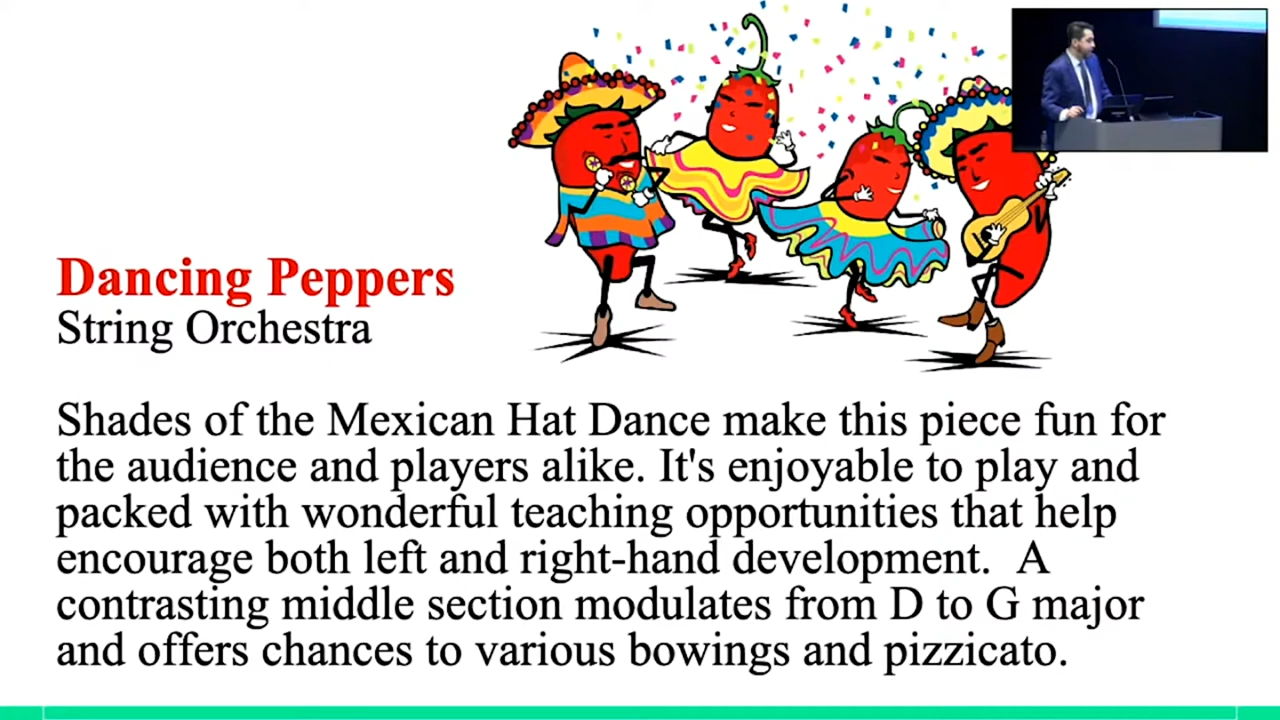 Dancing Peppers
String Orchestra
Shades of the Mexican Hat Dance make this piece fun for
the audience and players alike. It's enjoyable to play and
packed with wonderful teaching opportunities that help
encourage both left and right-hand development.  A
contrasting middle section modulates from D to G major
and offers chances to various bowings and pizzicato.